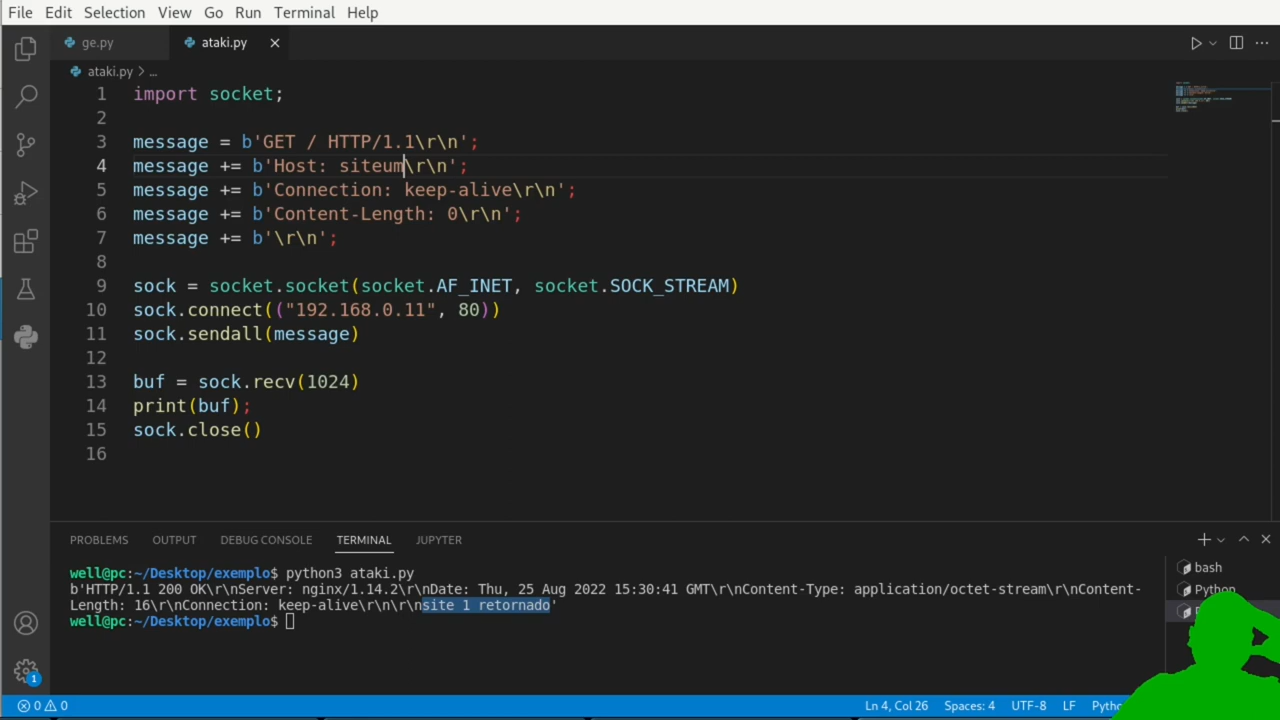 File Edit Selection View Go Run Terminal Help
ge.py ataki.py
ataki.py > ...
1 import socket;
2
3 message = b'GET / HTTP/1.1\r\n';
4 message += b'Host: siteum\r\n';
5 message += b'Connection: keep-alive\r\n';
6 message += b'Content-Length: 0\r\n';
7 message += b'\r\n';
8
9 sock = socket.socket(socket.AF_INET, socket.SOCK_STREAM)
10 sock.connect(("192.168.0.11", 80))
11 sock.sendall(message)
12
13 buf = sock.recv(1024)
14 print(buf);
15 sock.close()
16
PROBLEMS OUTPUT DEBUG CONSOLE TERMINAL JUPYTER
well@pc:~/Desktop/exemplo$ python3 ataki.py
b'HTTP/1.1 200 OK\r\nServer: nginx/1.14.2\r\nDate: Thu, 25 Aug 2022 15:30:41 GMT\r\nContent-Type: application/octet-stream\r\nContent-
Length: 16\r\nConnection: keep-alive\r\n\r\nsite 1 retornado'
well@pc:~/Desktop/exemplo$
bash
Python
1
0 0 Ln 4, Col 26 Spaces: 4 UTF-8 LF